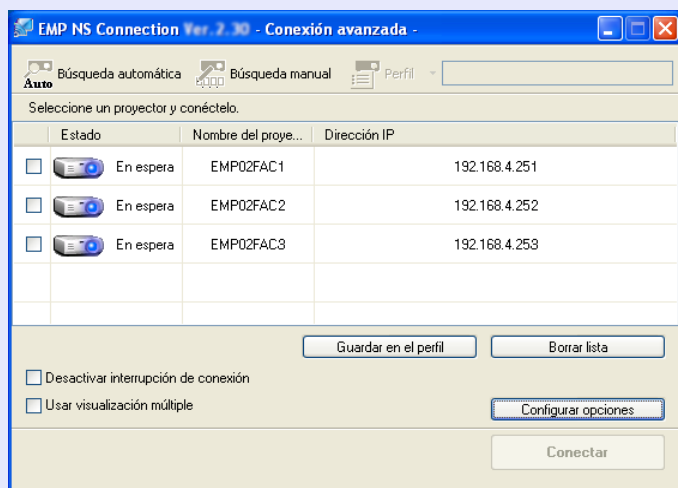 EMP NS Connection Ver. 2.30 - Conexión avanzada -
Auto Búsqueda automática Búsqueda manual Perfil
Seleccione un proyector y conéctelo.
Estado Nombre del proye... Dirección IP
En espera EMP02FAC1 192.168.4.251
En espera EMP02FAC2 192.168.4.252
En espera EMP02FAC3 192.168.4.253
Guardar en el perfil Borrar lista
Desactivar interrupción de conexión
Usar visualización múltiple Configurar opciones
Conectar